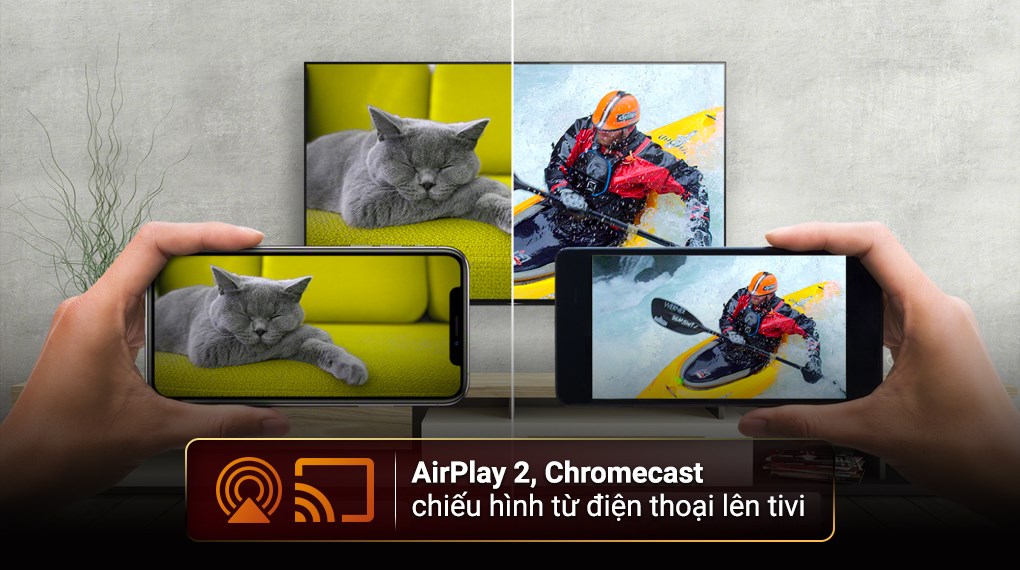 AirPlay 2, Chromecast
chiếu hình từ điện thoại lên tivi